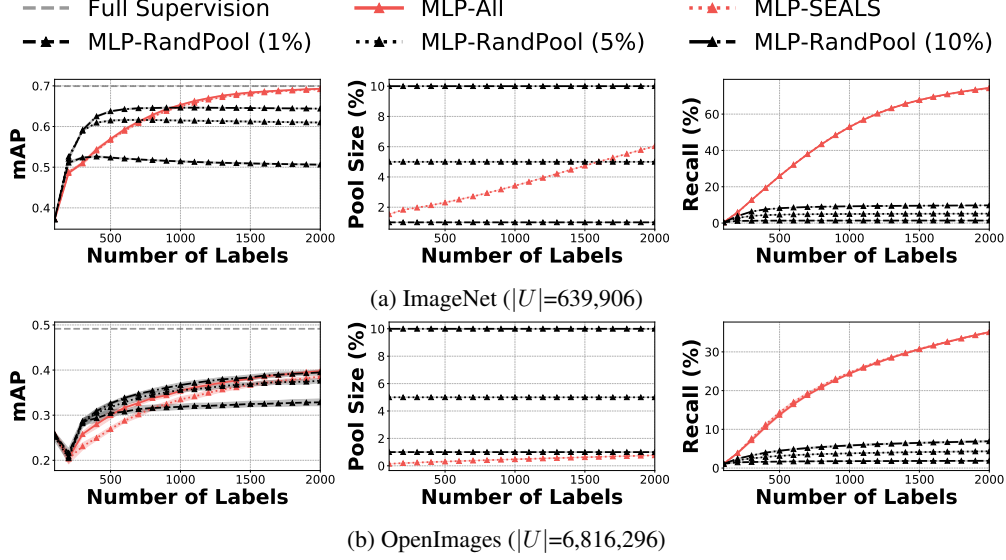 Full Supervision MLP-All MLP-SEALS
MLP-RandPool (1%) MLP-RandPool (5%) MLP-RandPool (10%)
mAP
0.7
0.6
0.5
0.4
500 1000 1500 2000
Number of Labels
Pool Size (%)
10
8
6
4
2
500 1000 1500 2000
Number of Labels
Recall (%)
60
40
20
0
500 1000 1500 2000
Number of Labels
(a) ImageNet (|U|=639,906)
mAP
0.5
0.4
0.3
0.2
500 1000 1500 2000
Number of Labels
Pool Size (%)
10
8
6
4
2
0
500 1000 1500 2000
Number of Labels
Recall (%)
30
20
10
0
500 1000 1500 2000
Number of Labels
(b) OpenImages (|U|=6,816,296)